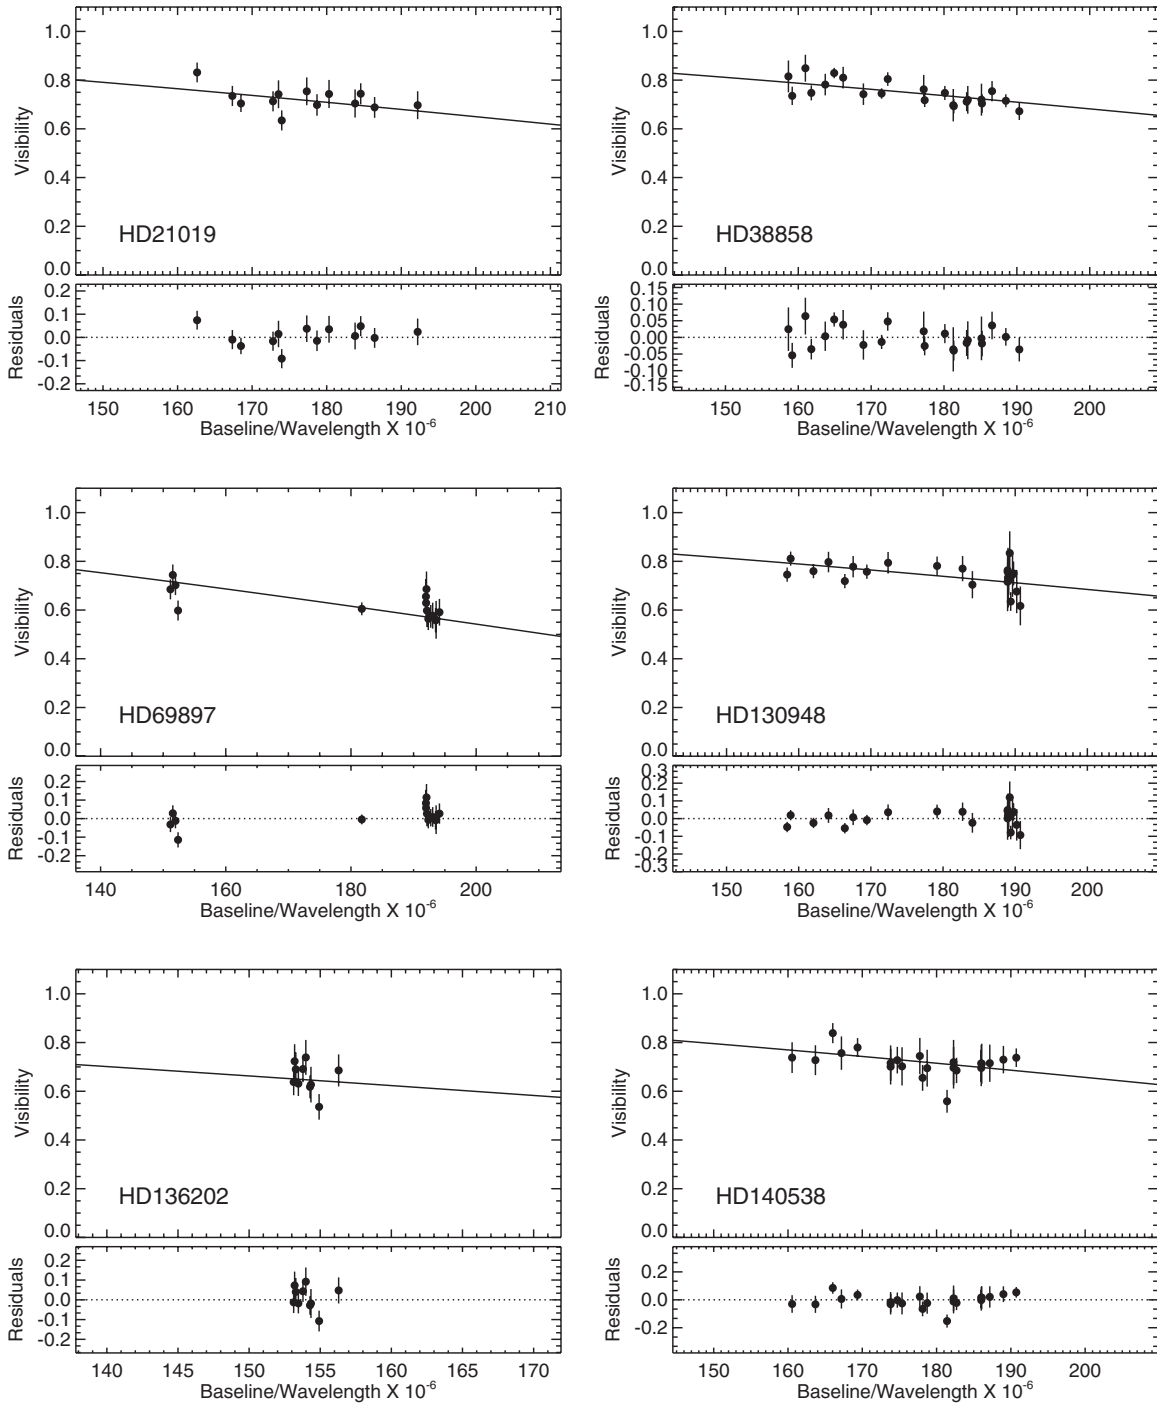 1.0
0.8
0.6
0.4
0.2
0.0
Visibility
HD21019
0.2
0.1
0.0
-0.1
-0.2
Residuals
150 160 170 180 190 200 210
Baseline/Wavelength X 10-6
1.0
0.8
0.6
0.4
0.2
0.0
Visibility
HD38858
0.15
0.10
0.05
0.00
-0.05
-0.10
-0.15
Residuals
150 160 170 180 190 200
Baseline/Wavelength X 10-6
1.0
0.8
0.6
0.4
0.2
0.0
Visibility
HD69897
0.2
0.1
0.0
-0.1
-0.2
Residuals
140 160 180 200
Baseline/Wavelength X 10-6
1.0
0.8
0.6
0.4
0.2
0.0
Visibility
HD130948
0.3
0.2
0.1
0.0
-0.1
-0.2
-0.3
Residuals
150 160 170 180 190 200
Baseline/Wavelength X 10-6
1.0
0.8
0.6
0.4
0.2
0.0
Visibility
HD136202
0.2
0.1
0.0
-0.1
-0.2
Residuals
140 145 150 155 160 165 170
Baseline/Wavelength X 10-6
1.0
0.8
0.6
0.4
0.2
0.0
Visibility
HD140538
0.2
0.0
-0.2
Residuals
150 160 170 180 190 200
Baseline/Wavelength X 10-6